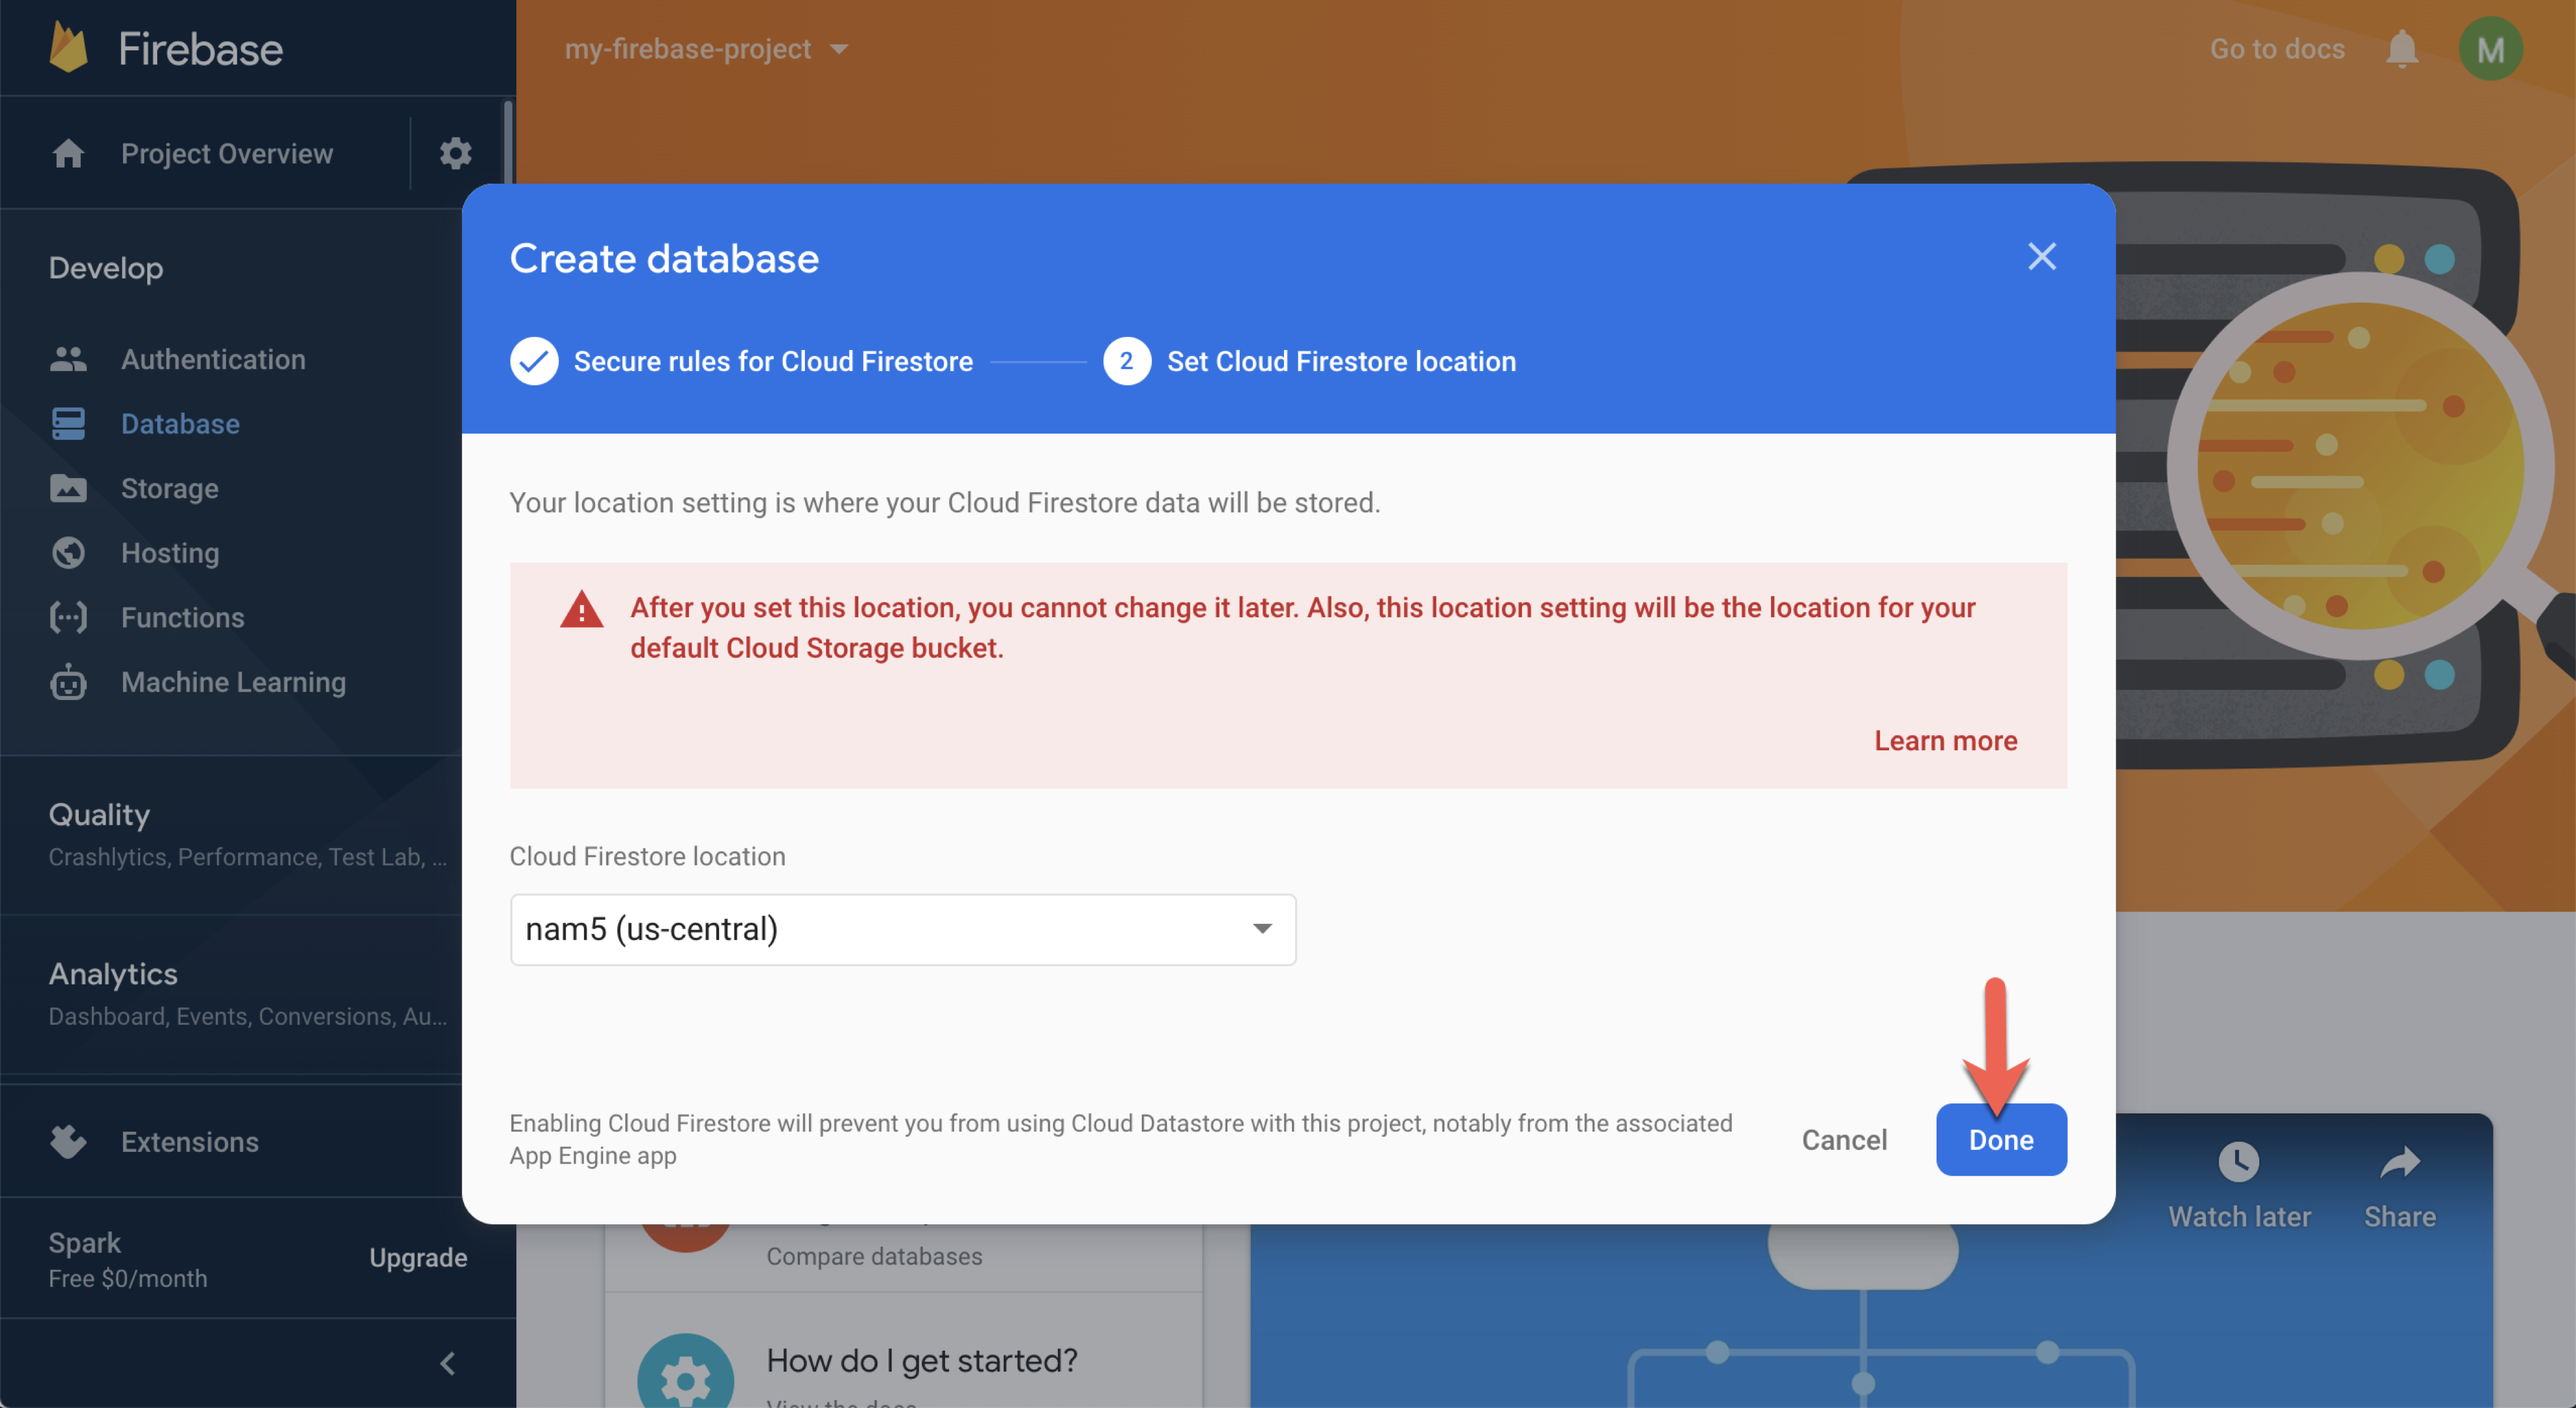 Firebase
my-firebase-project
Go to docs
M
Project Overview
Develop
Authentication
Database
Storage
Hosting
Functions
Machine Learning
Quality
Crashlytics, Performance, Test Lab, ...
Analytics
Dashboard, Events, Conversions, Au...
Extensions
Spark
Free $0/month
Upgrade
Create database
Secure rules for Cloud Firestore
2
Set Cloud Firestore location
Your location setting is where your Cloud Firestore data will be stored.
After you set this location, you cannot change it later. Also, this location setting will be the location for your
default Cloud Storage bucket.
Learn more
Cloud Firestore location
nam5 (us-central)
Enabling Cloud Firestore will prevent you from using Cloud Datastore with this project, notably from the associated
App Engine app
Cancel
Done
Compare databases
How do I get started?
View the docs
Watch later
Share